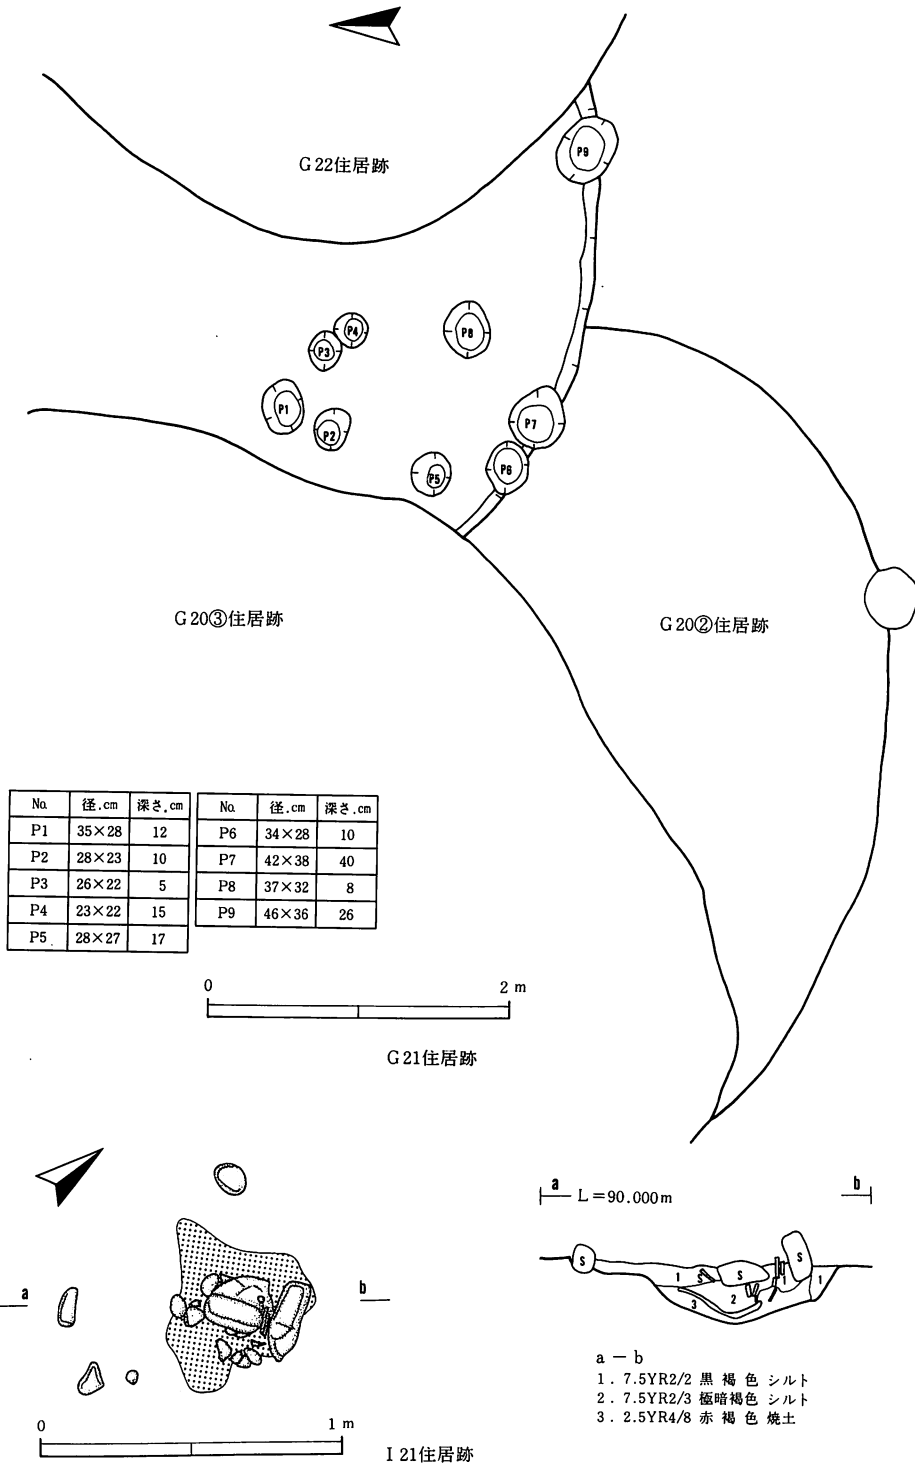 G22住居跡
P9
P4
P3
P8
P1
P2
P7
P6
P5
G20③住居跡
G20②住居跡
No. 径.cm 深さ.cm
P1 35×28 12
P2 28×23 10
P3 26×22 5
P4 23×22 15
P5 28×27 17
No. 径.cm 深さ.cm
P6 34×28 10
P7 42×38 40
P8 37×32 8
P9 46×36 26
0 2 m
G21住居跡
a b
a L=90.000m b
S S S S
1 1 1
2
3
a－b
1. 7.5YR2/2 黒褐色 シルト
2. 7.5YR2/3 極暗褐色 シルト
3. 2.5YR4/8 赤褐色 焼土
0 1 m
I 21住居跡